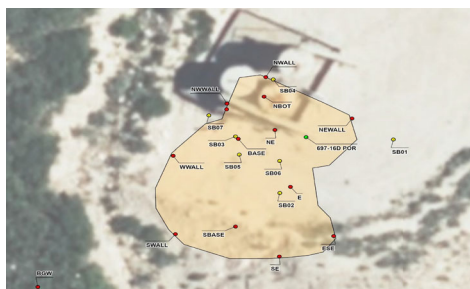 NWALL
SB04
NWWALL
NBOT
SB07
NEWALL
SB03
BASE
NE
697-16D POR
SB01
WWALL
SB05
SB06
E
SB02
SWALL
SBASE
ESE
SE
BGW